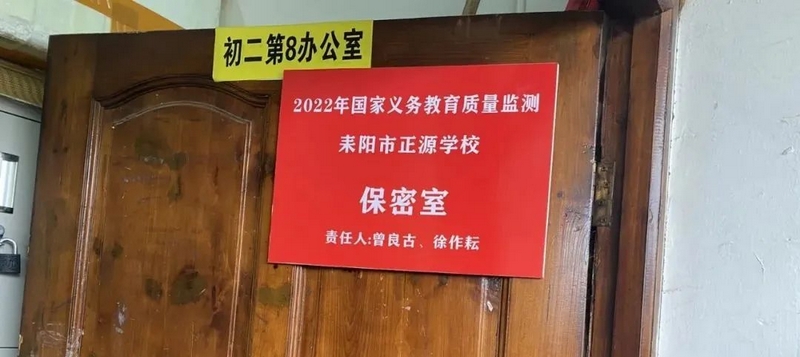 初二第8办公室
2022年国家义务教育质量监测
耒阳市正源学校
保密室
责任人:曾良古、徐作耘